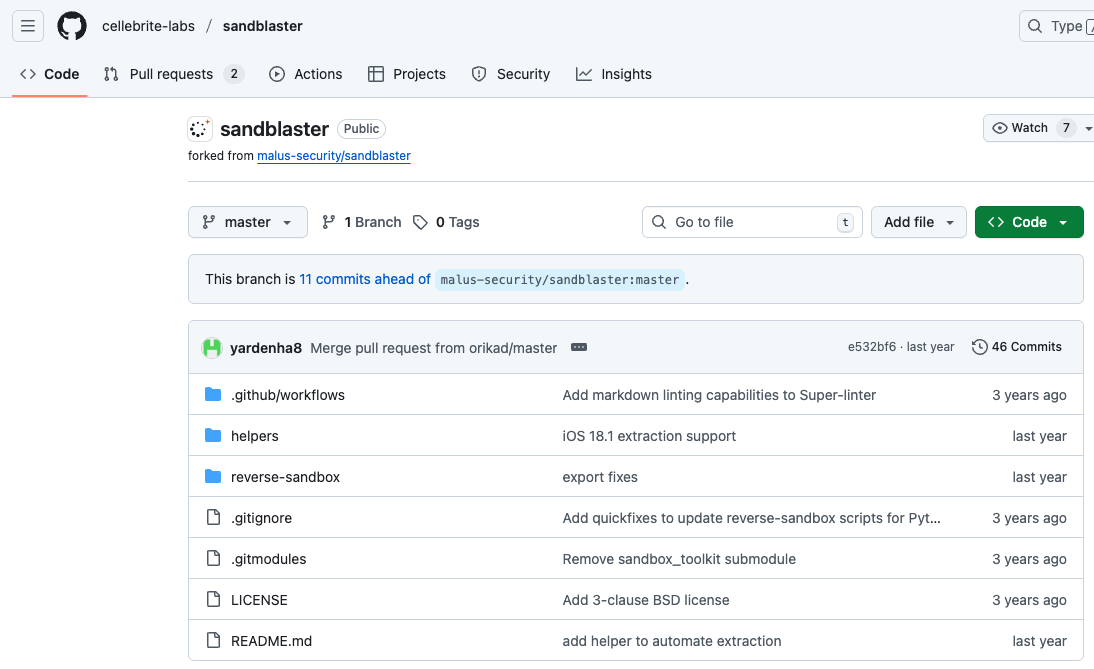 cellebrite-labs / sandblaster
Type /
Code Pull requests 2 Actions Projects Security Insights
sandblaster Public
Watch 7
forked from malus-security/sandblaster
master 1 Branch 0 Tags Go to file t Add file Code
This branch is 11 commits ahead of malus-security/sandblaster:master .
yardenha8 Merge pull request from orikad/master e532bf6 · last year 46 Commits
.github/workflows Add markdown linting capabilities to Super-linter 3 years ago
helpers iOS 18.1 extraction support last year
reverse-sandbox export fixes last year
.gitignore Add quickfixes to update reverse-sandbox scripts for Pyt... 3 years ago
.gitmodules Remove sandbox_toolkit submodule 3 years ago
LICENSE Add 3-clause BSD license 3 years ago
README.md add helper to automate extraction last year